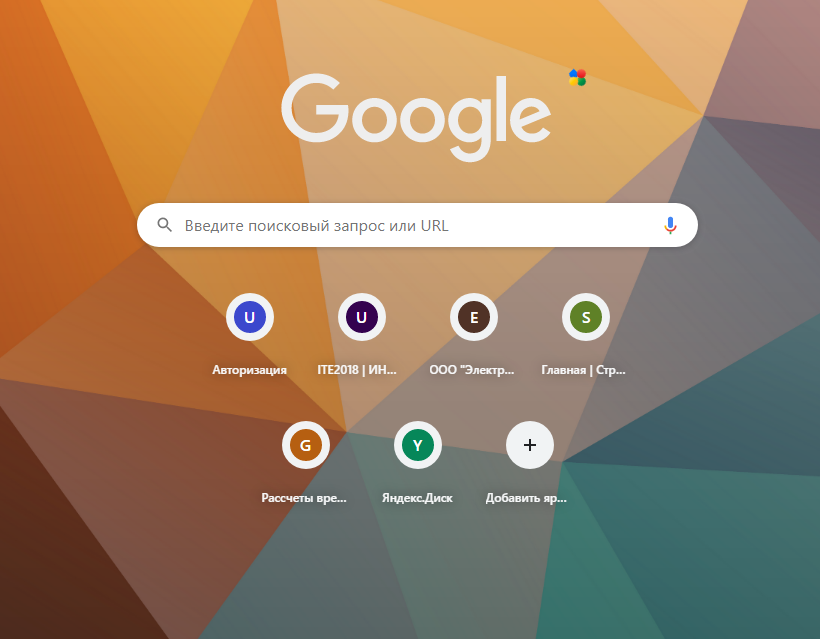 Google
Введите поисковый запрос или URL
U
U
E
S
Авторизация
ITE2018 | ИН...
ООО "Электр...
Главная | Стр...
G
Y
Рассчеты вре...
Яндекс.Диск
Добавить яр...